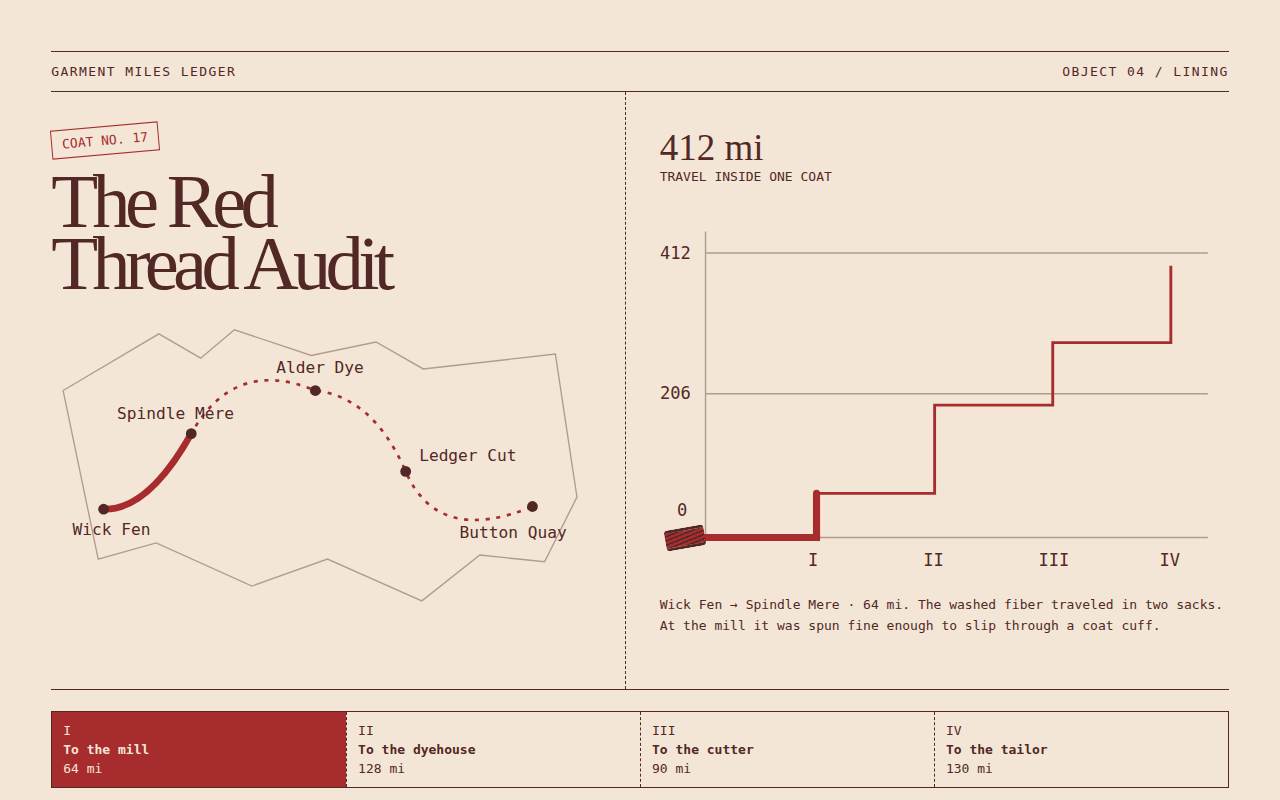 GARMENT MILES LEDGER
OBJECT 04 / LINING
COAT NO. 17
The Red
Thread Audit
Alder Dye
Spindle Mere
Ledger Cut
Wick Fen
Button Quay
412 mi
TRAVEL INSIDE ONE COAT
412
206
0
I
II
III
IV
Wick Fen → Spindle Mere · 64 mi. The washed fiber traveled in two sacks.
At the mill it was spun fine enough to slip through a coat cuff.
I
To the mill
64 mi
II
To the dyehouse
128 mi
III
To the cutter
90 mi
IV
To the tailor
130 mi